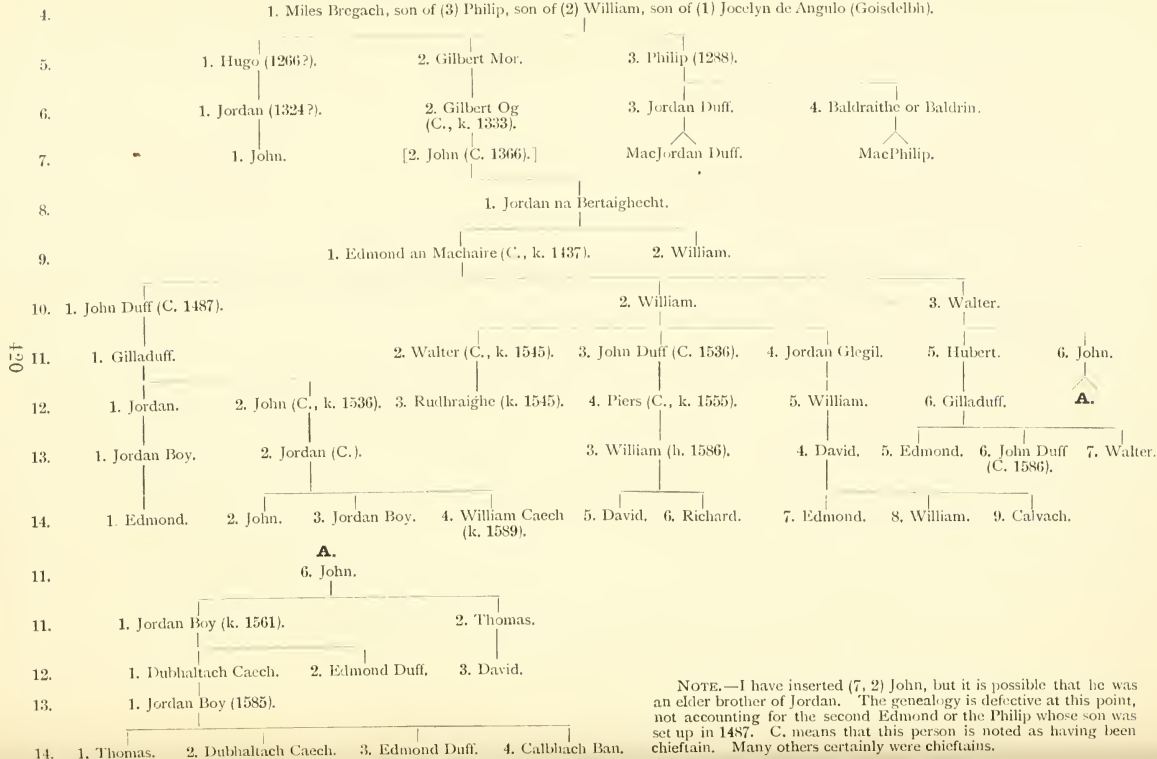 4. 1. Miles Bregach, son of (3) Philip, son of (2) William, son of (1) Jocelyn de Angulo (Goisdelbh).
5. 1. Hugo (1266?). 2. Gilbert Mor. 3. Philip (1288).
6. 1. Jordan (1324?). 2. Gilbert Og 3. Jordan Duff. 4. Baldraithe or Baldrin.
(C., k. 1333).
7. 1. John. [2. John (C. 1366).] MacJordan Duff. MacPhilip.
8. 1. Jordan na Bertaighecht.
9. 1. Edmond an Machaire (C., k. 1437). 2. William.
10. 1. John Duff (C. 1487). 2. William. 3. Walter.
420
11. 1. Gilladuff. 2. Walter (C., k. 1545). 3. John Duff (C. 1536). 4. Jordan Glegil. 5. Hubert. 6. John.
12. 1. Jordan. 2. John (C., k. 1536). 3. Rudhraighe (k. 1545). 4. Piers (C., k. 1555). 5. William. 6. Gilladuff. A.
13. 1. Jordan Boy. 2. Jordan (C.). 3. William (h. 1586). 4. David. 5. Edmond. 6. John Duff 7. Walter.
(C. 1586).
14. 1. Edmond. 2. John. 3. Jordan Boy. 4. William Caech 5. David. 6. Richard. 7. Edmond. 8. William. 9. Calvach.
(k. 1589).
A.
11. 6. John.
11. 1. Jordan Boy (k. 1561). 2. Thomas.
12. 1. Dubhaltach Caech. 2. Edmond Duff. 3. David.
13. 1. Jordan Boy (1585).
14. 1. Thomas. 2. Dubhaltach Caech. 3. Edmond Duff. 4. Calbhach Ban.
NOTE.—I have inserted (7, 2) John, but it is possible that he was
an elder brother of Jordan. The genealogy is defective at this point,
not accounting for the second Edmond or the Philip whose son was
set up in 1487. C. means that this person is noted as having been
chieftain. Many others certainly were chieftains.